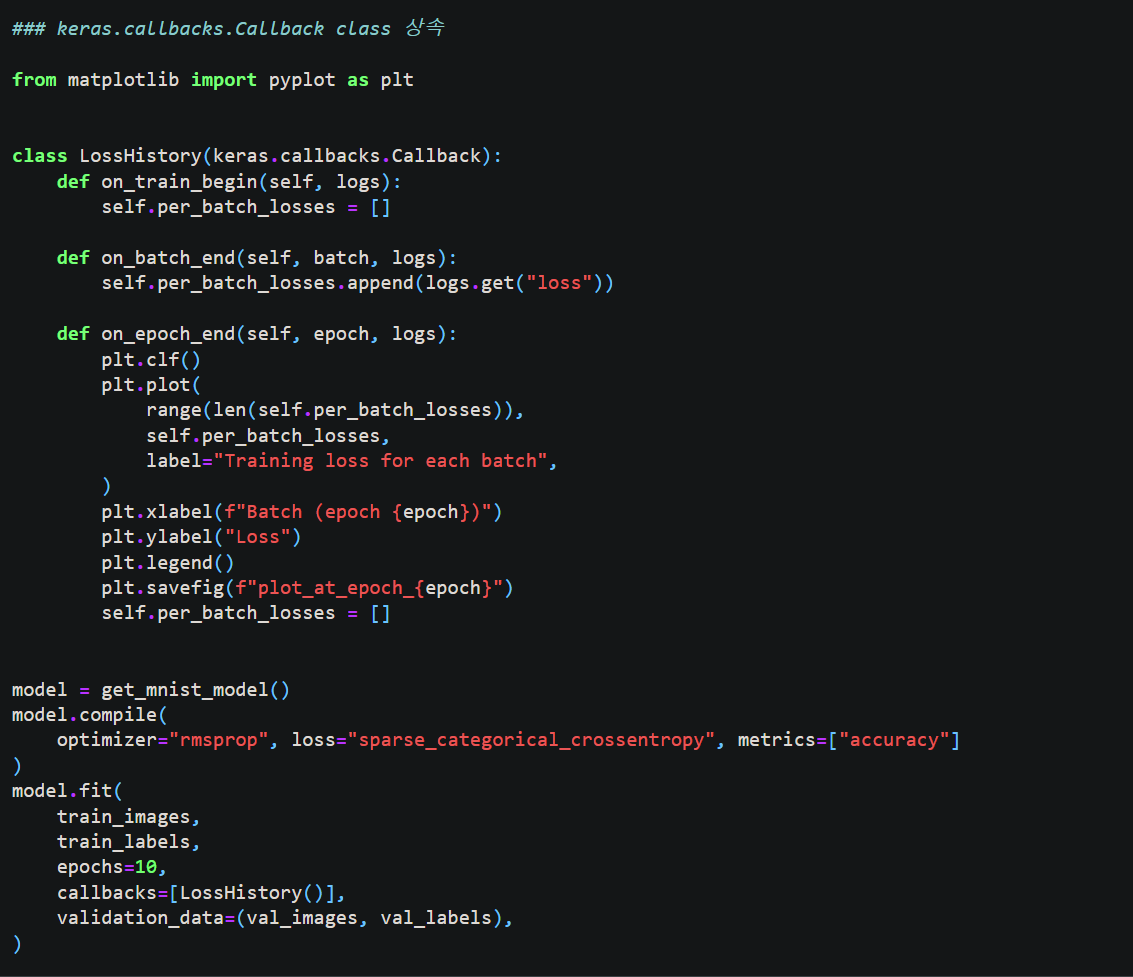 ### keras.callbacks.Callback class 상속
from matplotlib import pyplot as plt
class LossHistory(keras.callbacks.Callback):
    def on_train_begin(self, logs):
        self.per_batch_losses = []
    def on_batch_end(self, batch, logs):
        self.per_batch_losses.append(logs.get("loss"))
    def on_epoch_end(self, epoch, logs):
        plt.clf()
        plt.plot(
            range(len(self.per_batch_losses)),
            self.per_batch_losses,
            label="Training loss for each batch",
        )
        plt.xlabel(f"Batch (epoch {epoch})")
        plt.ylabel("Loss")
        plt.legend()
        plt.savefig(f"plot_at_epoch_{epoch}")
        self.per_batch_losses = []
model = get_mnist_model()
model.compile(
    optimizer="rmsprop", loss="sparse_categorical_crossentropy", metrics=["accuracy"]
)
model.fit(
    train_images,
    train_labels,
    epochs=10,
    callbacks=[LossHistory()],
    validation_data=(val_images, val_labels),
)